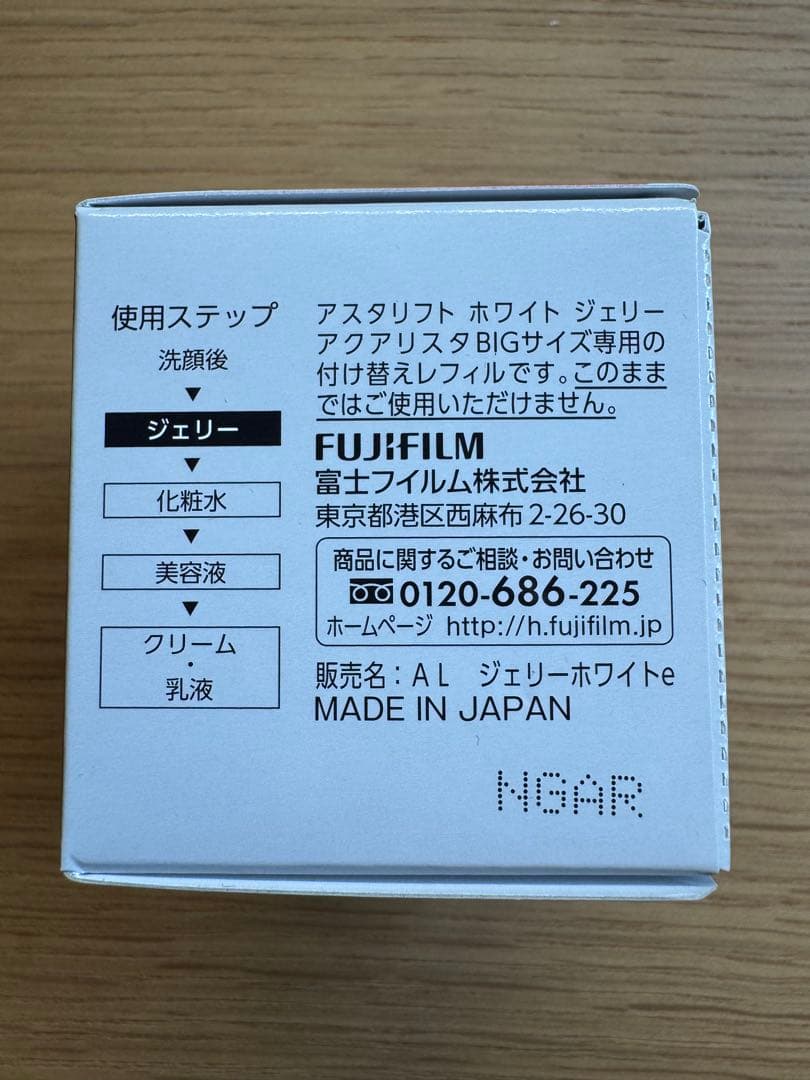 使用ステップ
洗顔後
▼
ジェリー
▼
化粧水
▼
美容液
▼
クリーム
・
乳液
アスタリフト ホワイト ジェリー
アクアリスタBIGサイズ専用の
付け替えレフィルです。このまま
ではご使用いただけません。
FUJIFILM
富士フイルム株式会社
東京都港区西麻布2-26-30
商品に関するご相談・お問い合わせ
0120-686-225
ホームページ http://h.fujifilm.jp
販売名：ＡＬ　ジェリーホワイトe
MADE IN JAPAN
NGAR